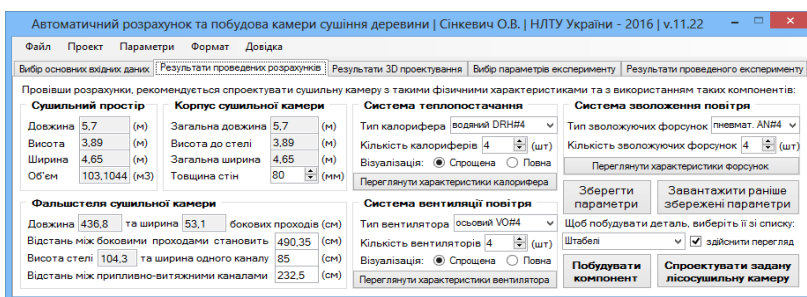 Автоматичний розрахунок та побудова камери сушіння деревини | Сінкевич О.В. | НЛТУ України - 2016 | v.11.22
Файл Проект Параметри Формат Довідка
Вибір основних вхідних даних Результати проведених розрахунків Результати 3D проектування Вибір параметрів експерименту Результати проведеного експерименту
Провівши розрахунки, рекомендується спроектувати сушильну камеру з такими фізичними характеристиками та з використанням таких компонентів:
Сушильний простір
Довжина 5,7 (м)
Висота 3,89 (м)
Ширина 4,65 (м)
Об'єм 103,1044 (м3)
Корпус сушильної камери
Загальна довжина 5,7 (м)
Висота до стелі 3,89 (м)
Загальна ширина 4,65 (м)
Товщина стін 80 (мм)
Система теплопостачання
Тип калорифера водяний DRH#4
Кількість калориферів 4 (шт)
Візуалізація: Спрощена Повна
Переглянути характеристики калорифера
Система зволоження повітря
Тип зволожуючих форсунок пневмат. AN#4
Кількість зволожуючих форсунок 4 (шт)
Переглянути характеристики форсунок
Фальшстеля сушильної камери
Довжина 436,8 та ширина 53,1 бокових проходів (см)
Відстань між боковими проходами становить 490,35 (см)
Висота стелі 104,3 та ширина одного каналу 85 (см)
Відстань між припливно-витяжними каналами 232,5 (см)
Система вентиляції повітря
Тип вентилятора осьовий VO#4
Кількість вентиляторів 4 (шт)
Візуалізація: Спрощена Повна
Переглянути характеристики вентилятора
Зберегти параметри
Завантажити раніше збережені параметри
Щоб побудувати деталь, виберіть її зі списку:
Штабелі здійснити перегляд
Побудувати компонент
Спроектувати задану лісосушильну камеру